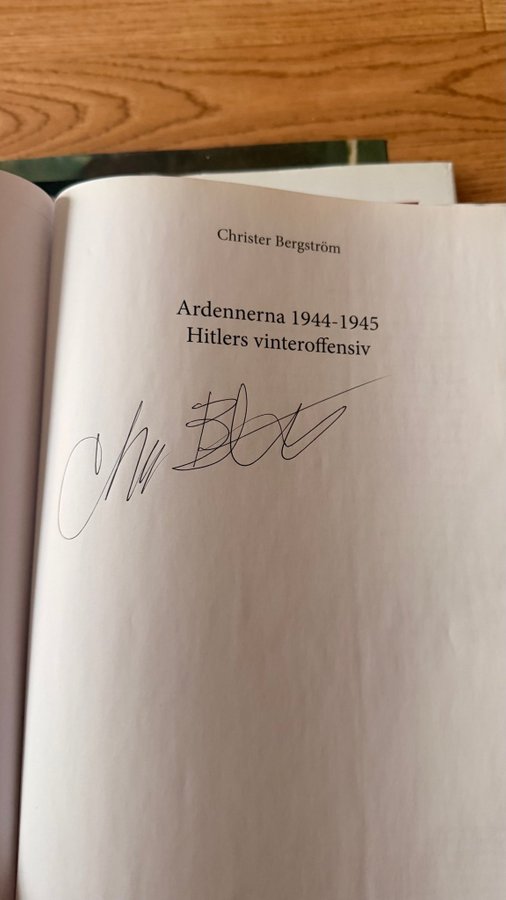 Christer Bergström
Ardennerna 1944-1945
Hitlers vinteroffensiv